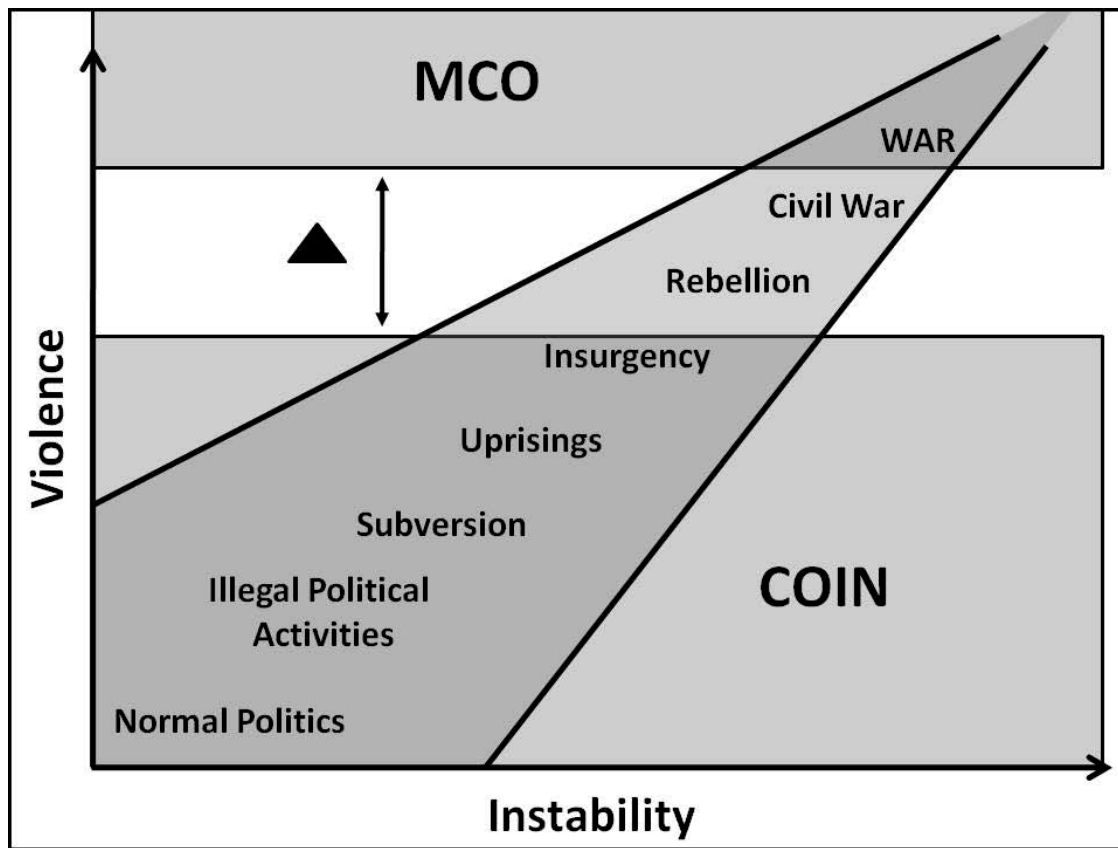 MCO
WAR
Civil War
Rebellion
Insurgency
Uprisings
Subversion
Illegal Political
Activities
COIN
Normal Politics
Violence
Instability